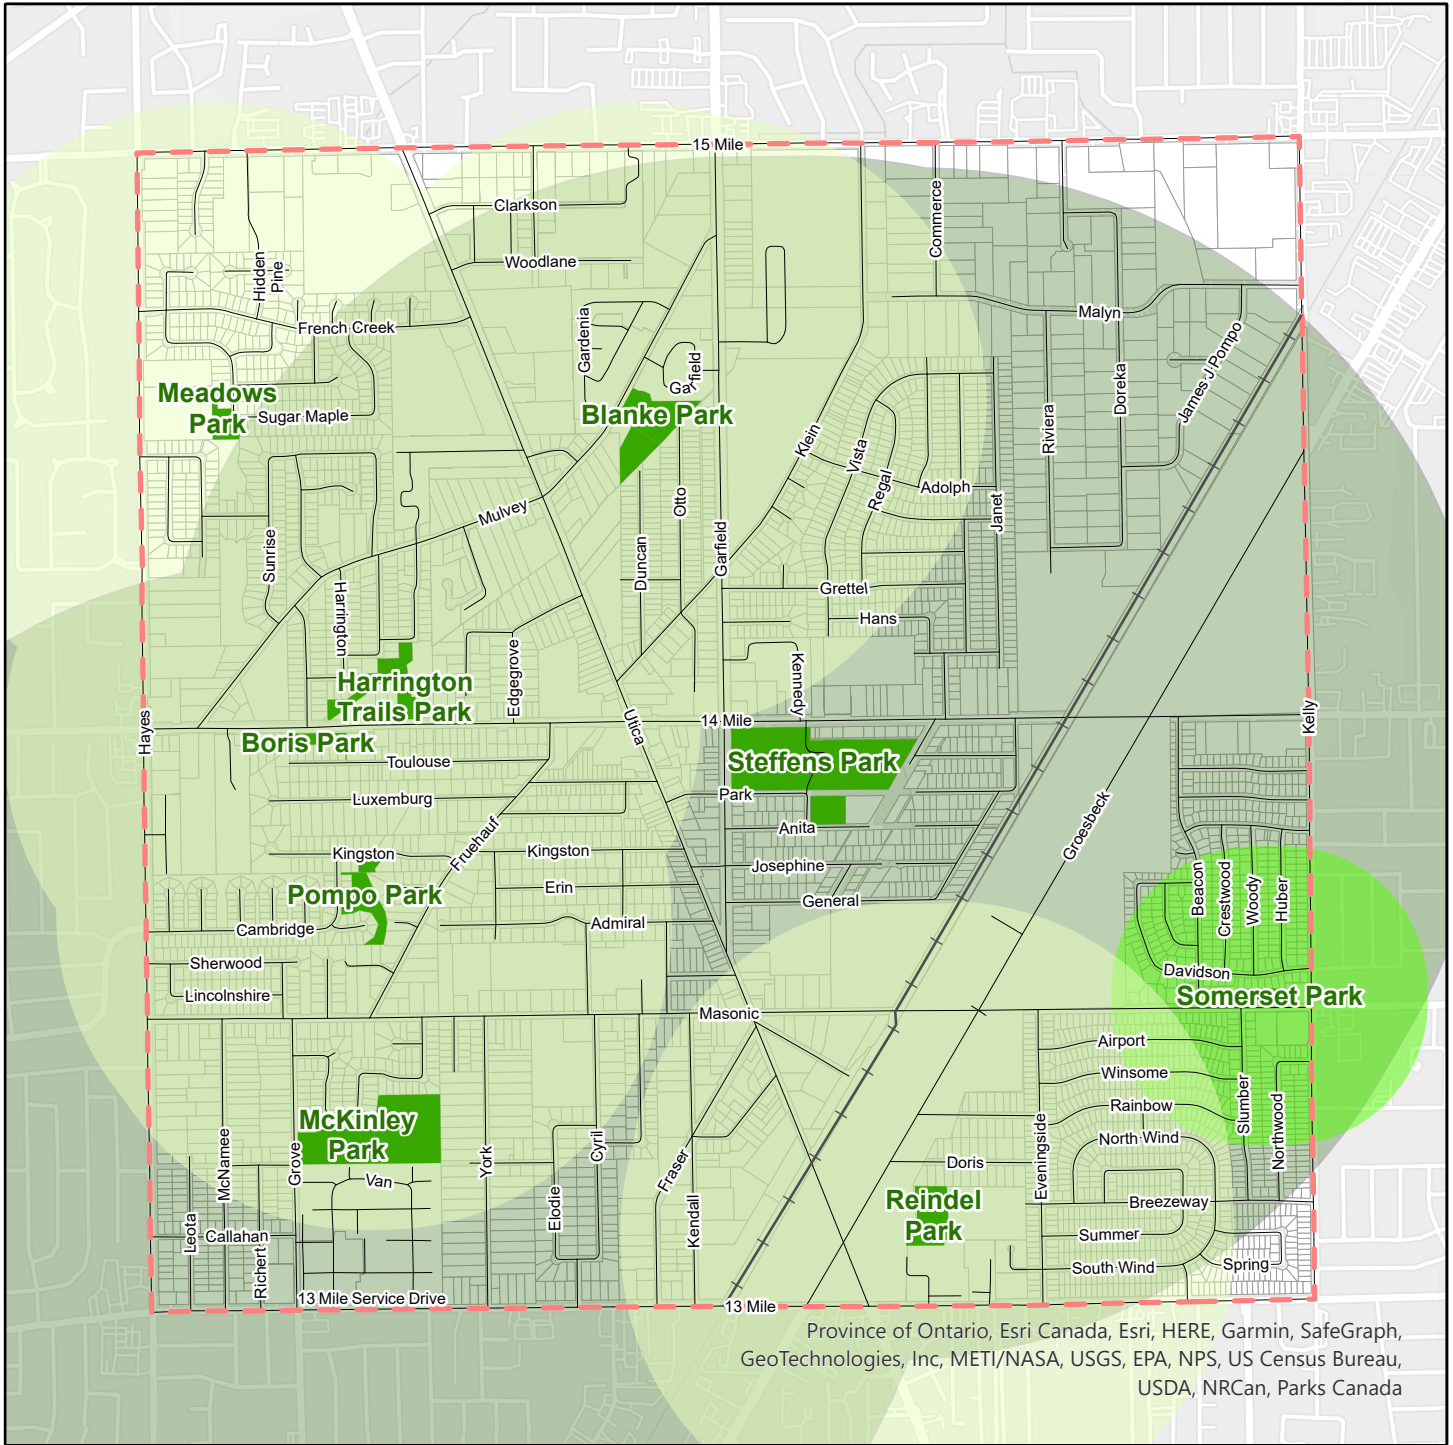 15 Mile
Clarkson
Commerce
Woodlane
Hidden
Pine
Malyn
French Creek
Gardenia
Garfield
James J Pompo
Doreka
Meadows
Park
Sugar Maple
Blanke Park
Klein
Vista
Riviera
Regal
Adolph
Otto
Janet
Mulvey
Sunrise
Duncan
Garfield
Grettel
Harrington
Hans
Edgegrove
Kennedy
Harrington
Trails Park
Hayes
Utica
14 Mile
Kelly
Boris Park
Toulouse
Steffens Park
Luxemburg
Park
Groesbeck
Anita
Fruehauf
Kingston
Kingston
Josephine
Pompo Park
Erin
General
Beacon
Crestwood
Woody
Huber
Cambridge
Admiral
Sherwood
Davidson
Lincolnshire
Somerset Park
Masonic
Airport
Winsome
McKinley
Park
Rainbow
Slumber
Northwood
North Wind
McNamee
Grove
York
Cyril
Fraser
Doris
Eveningside
Van
Reindel
Park
Breezeway
Leota
Callahan
Elodie
Kendall
Summer
Richert
South Wind
Spring
13 Mile Service Drive
13 Mile
Province of Ontario, Esri Canada, Esri, HERE, Garmin, SafeGraph,
GeoTechnologies, Inc, METI/NASA, USGS, EPA, NPS, US Census Bureau,
USDA, NRCan, Parks Canada